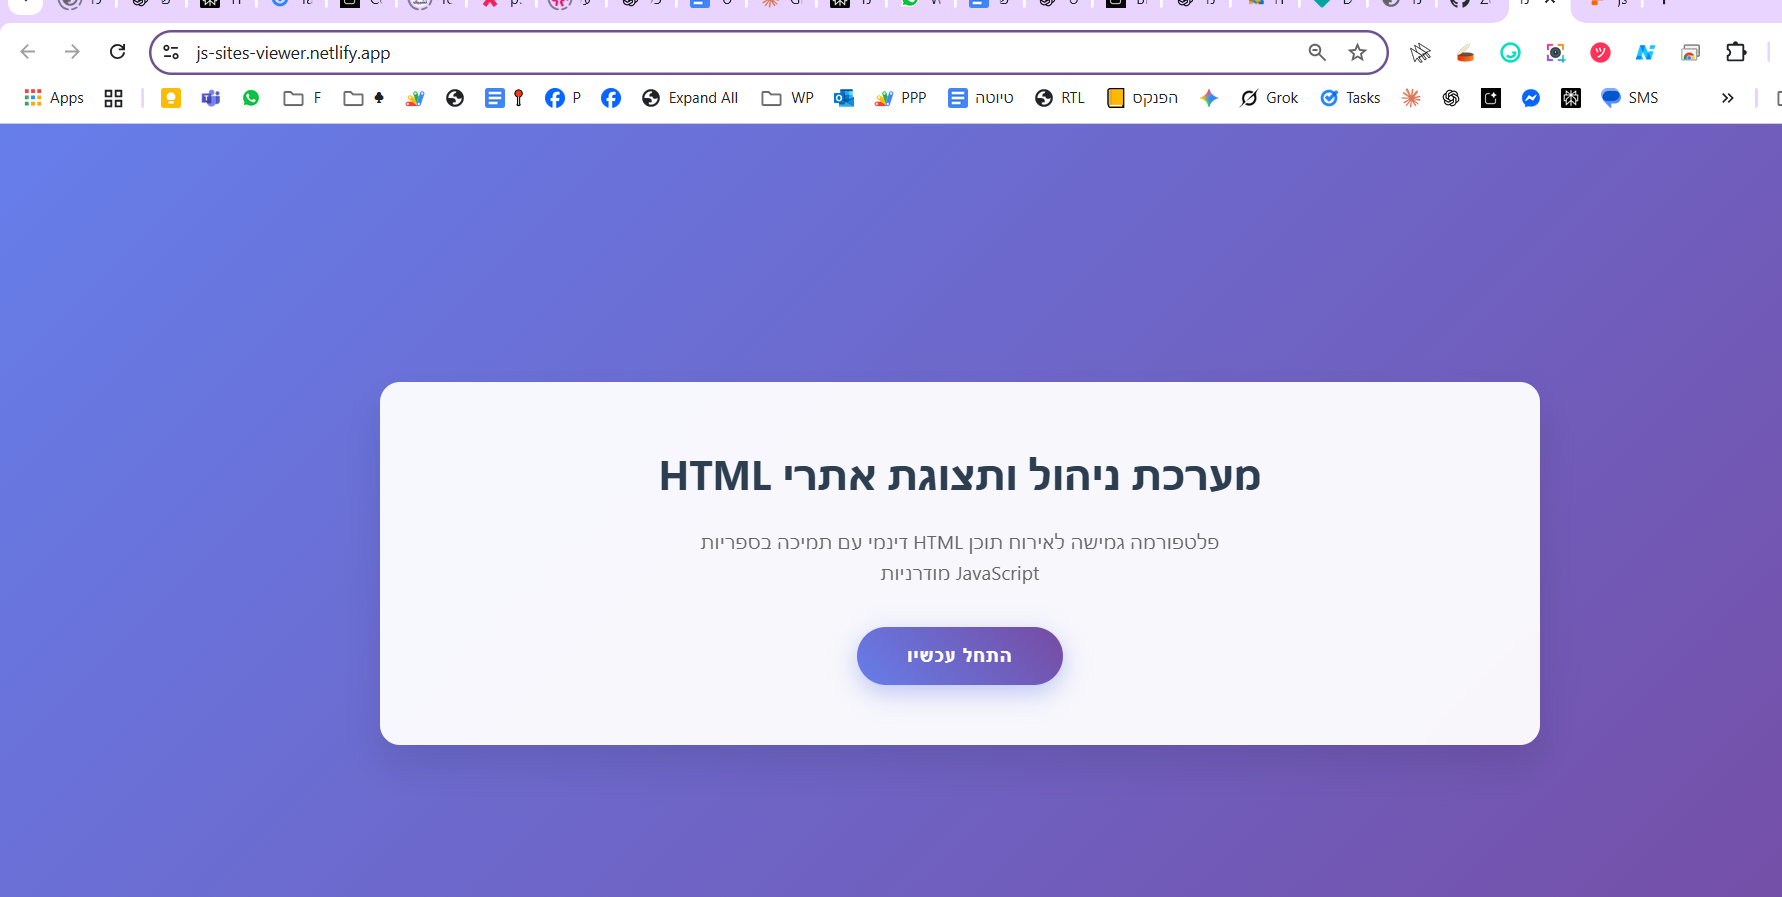 js-sites-viewer.netlify.app
Apps F ♠ P Expand All WP PPP טיוטה RTL הפנקס Grok Tasks SMS »
מערכת ניהול ותצוגת אתרי HTML
פלטפורמה גמישה לאירוח תוכן HTML דינמי עם תמיכה בספריות
JavaScript מודרניות
התחל עכשיו